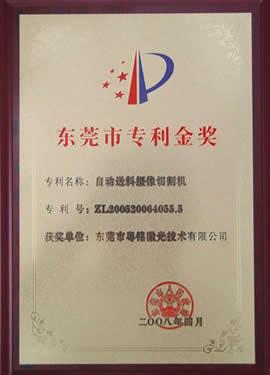 东莞市专利金奖
专利名称：自动送料摄像切割机
专 利 号：ZL200520064055.5
获奖单位：东莞市粤铭激光技术有限公司
二〇〇八年四月